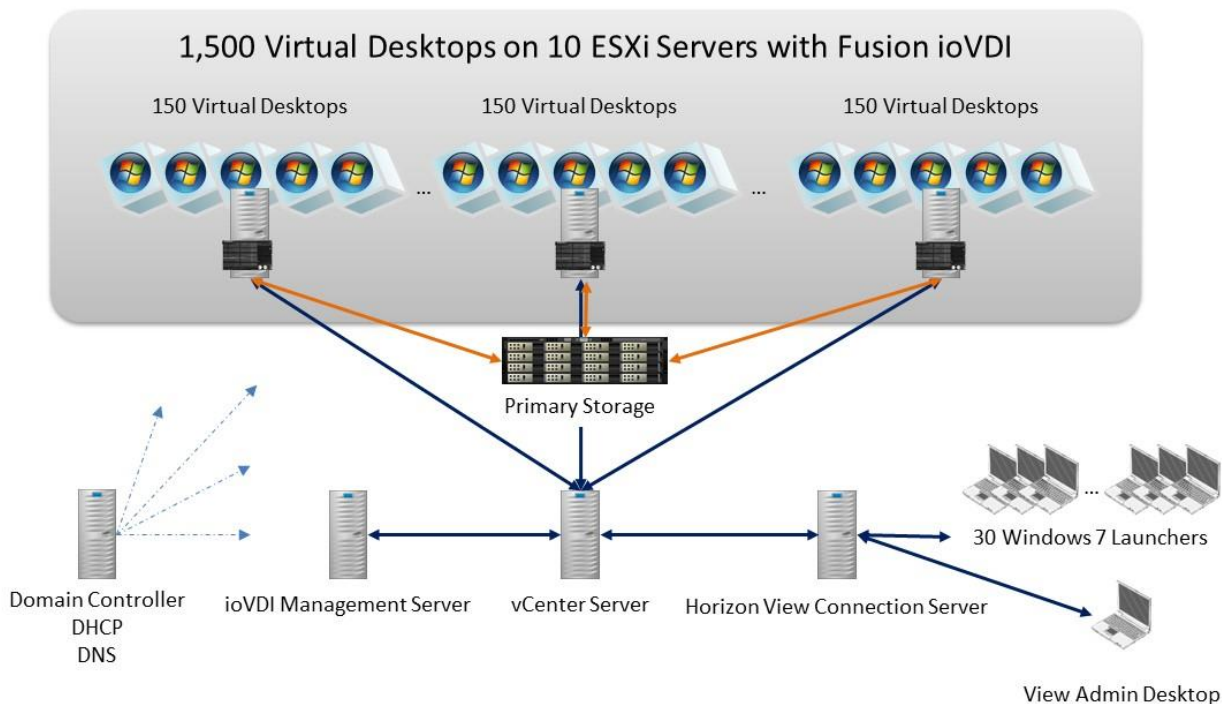 1,500 Virtual Desktops on 10 ESXi Servers with Fusion ioVDI
150 Virtual Desktops
150 Virtual Desktops
150 Virtual Desktops
...
...
Primary Storage
...
30 Windows 7 Launchers
Domain Controller
DHCP
DNS
ioVDI Management Server
vCenter Server
Horizon View Connection Server
View Admin Desktop